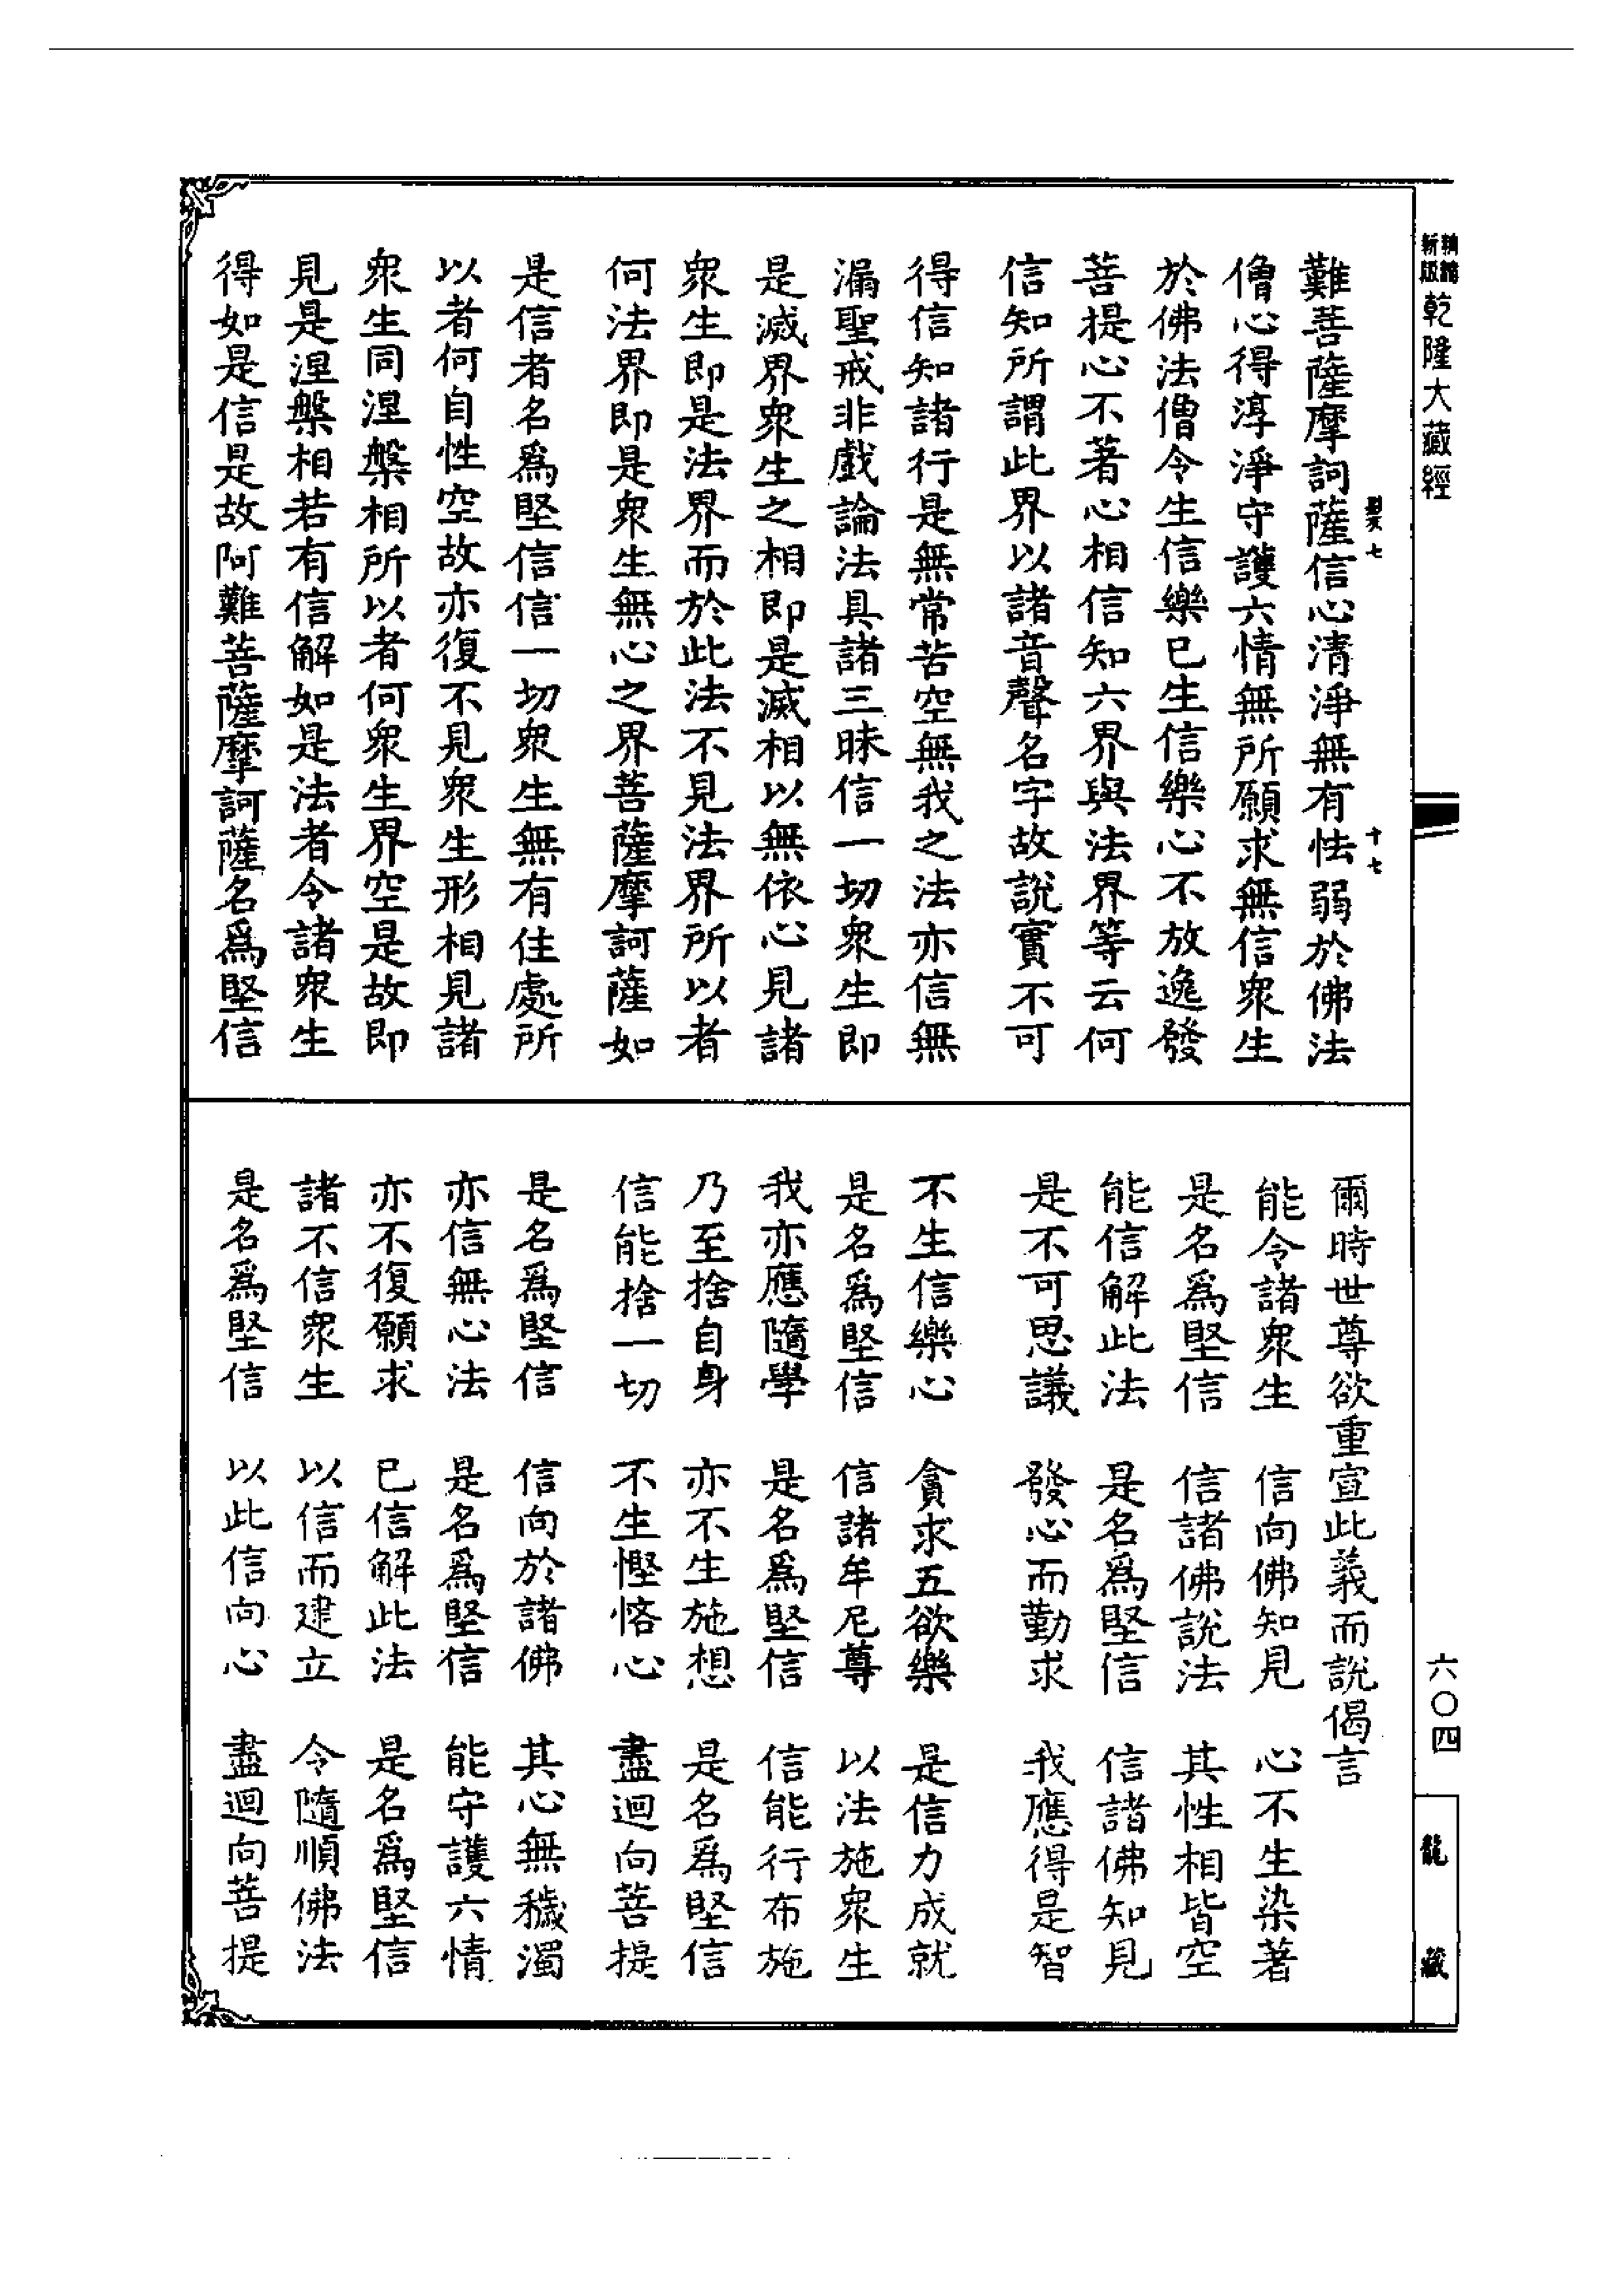 新版乾隆大藏經
難菩薩摩訶薩信心清淨無有怯弱於佛法
僧心得淳淨守護六情無所願求無信衆生
於佛法僧令生信樂已生信樂心不放逸發
菩提心不著心相信知六界與法界等云何
信知所謂此界以諸音聲名字故說實不可
得信知諸行是無常苦空無我之法亦信無
漏聖戒非戲論法具諸三昧信一切衆生即
是滅界衆生之相即是滅相以無依心見諸
衆生即是法界而於此法不見法界所以者
何法界即是衆生無心之界菩薩摩訶薩如
是信者名爲堅信信一切衆生無有住處所
以者何自性空故亦復不見衆生形相見諸
衆生同涅槃相所以者何衆生界空是故即
見是涅槃相若有信解如是法者令諸衆生
得如是信是故阿難菩薩摩訶薩名爲堅信
七
十七
爾時世尊欲重宣此義而說偈言
能令諸衆生 信向佛知見 心不生染著
是名爲堅信 信諸佛說法 其性相皆空
能信解此法 是名爲堅信 信諸佛知見
是不可思議 發心而勤求 我應得是智
不生信樂心 貪求五欲樂 是信力成就
是名爲堅信 信諸牟尼尊 以法施衆生
我亦應隨學 是名爲堅信 信能行布施
乃至捨自身 亦不生施想 是名爲堅信
信能捨一切 不生慳悋心 盡迴向菩提
是名爲堅信 信向於諸佛 其心無穢濁
亦信無心法 是名爲堅信 能守護六情
亦不復願求 已信解此法 是名爲堅信
諸不信衆生 以信而建立 令隨順佛法
是名爲堅信 以此信向心 盡迴向菩提
六〇四
龍藏